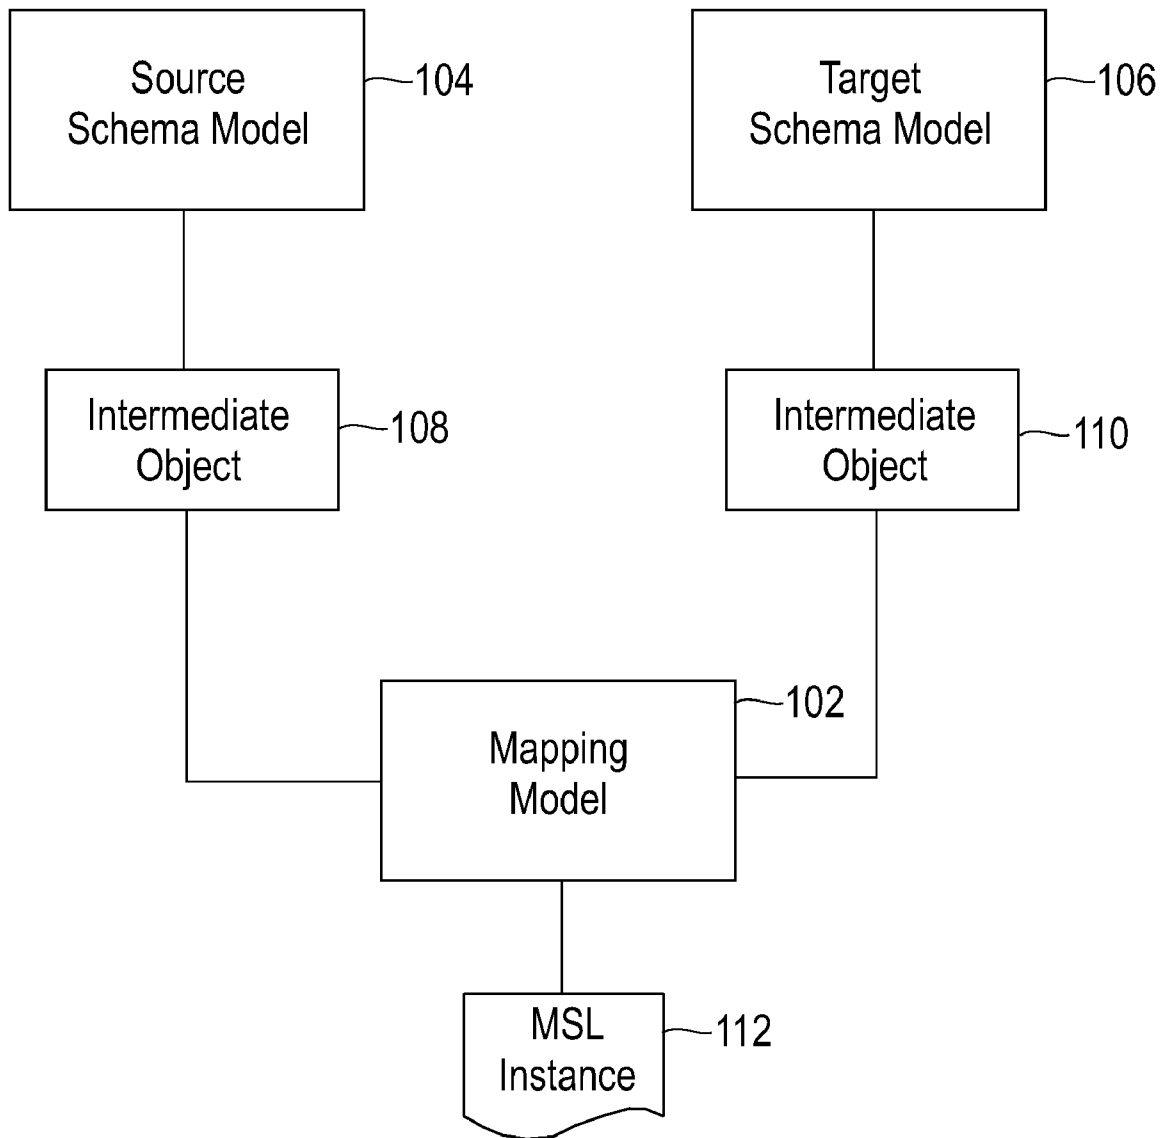 Source
Schema Model
104
Target
Schema Model
106
Intermediate
Object
108
Intermediate
Object
110
Mapping
Model
102
MSL
Instance
112